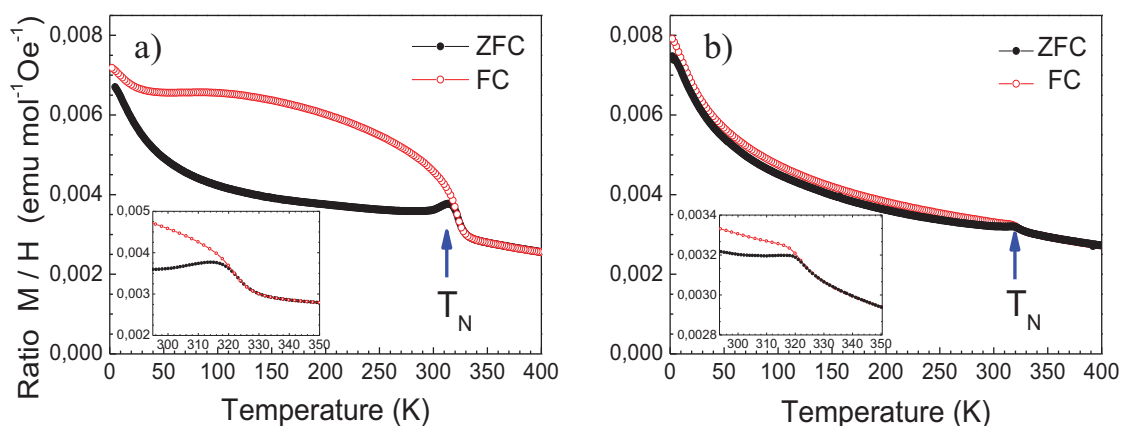 Ratio M / H (emu mol⁻¹Oe⁻¹)
0,008
0,006
0,004
0,002
0,000
a)
ZFC
FC
T_N
0,005
0,004
0,003
0,002
300 310 320 330 340 350
0 50 100 150 200 250 300 350 400
Temperature (K)
0,008
0,006
0,004
0,002
0,000
b)
ZFC
FC
T_N
0,0034
0,0032
0,0030
0,0028
300 310 320 330 340 350
0 50 100 150 200 250 300 350 400
Temperature (K)